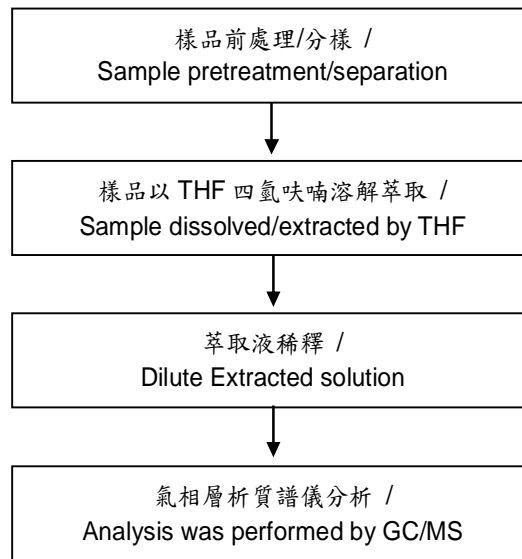 樣品前處理/分樣 /
Sample pretreatment/separation
樣品以 THF 四氫呋喃溶解萃取 /
Sample dissolved/extracted by THF
萃取液稀釋 /
Dilute Extracted solution
氣相層析質譜儀分析 /
Analysis was performed by GC/MS